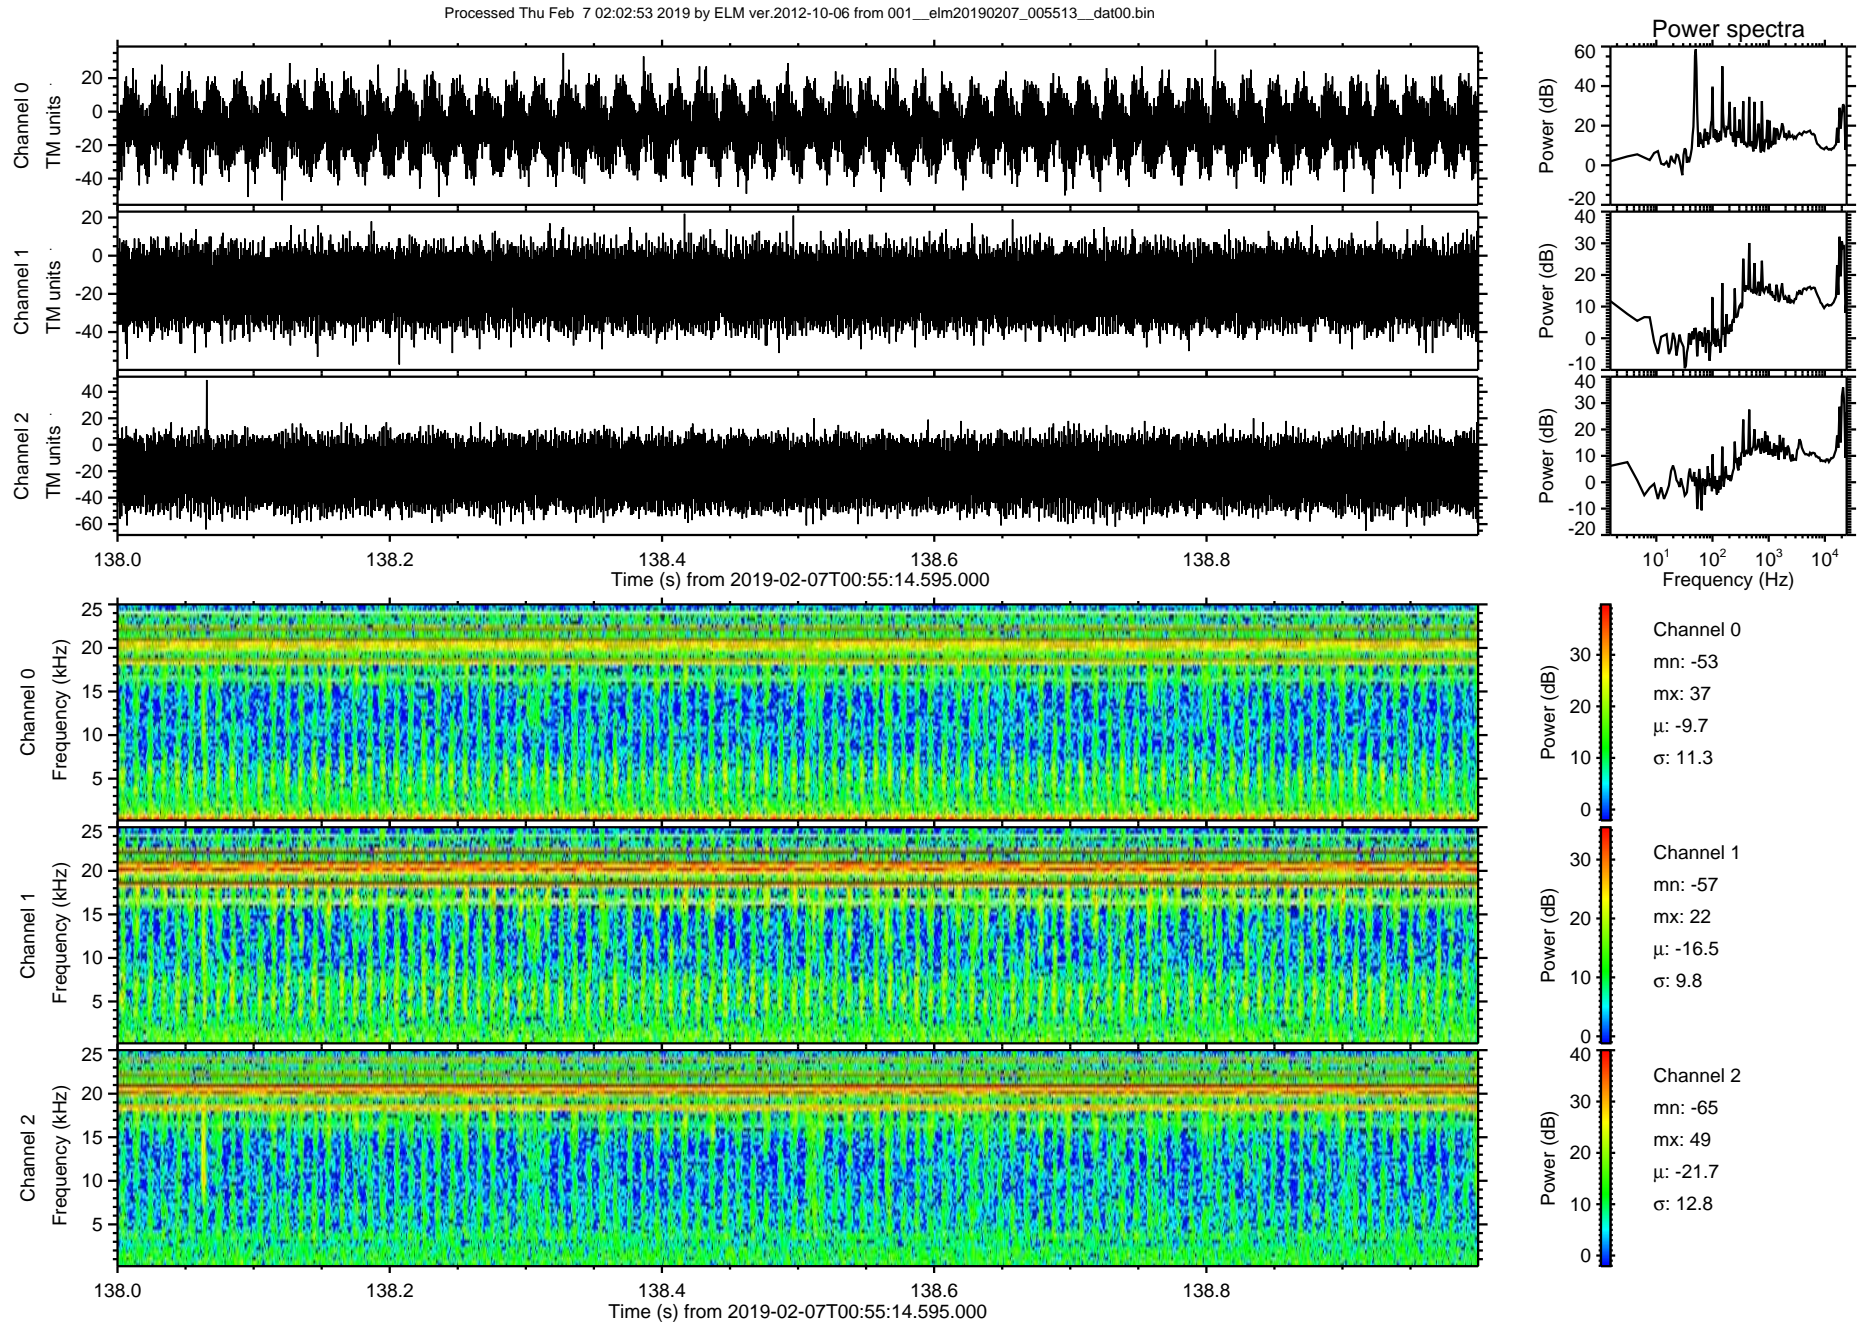 Processed Thu Feb 7 02:02:53 2019 by ELM ver.2012-10-06 from 001__elm20190207_005513__dat00.bin
Power spectra
Channel 0
TM units
20
0
-20
-40
Power (dB)
60
40
20
0
-20
Channel 1
TM units
20
0
-20
-40
Power (dB)
40
30
20
10
0
-10
Channel 2
TM units
40
20
0
-20
-40
-60
Power (dB)
40
30
20
10
0
-10
-20
138.0 138.2 138.4 138.6 138.8
Time (s) from 2019-02-07T00:55:14.595.000
10¹ 10² 10³ 10⁴
Frequency (Hz)
Channel 0
Frequency (kHz)
25
20
15
10
5
Power (dB)
30
20
10
0
Channel 0
mn: -53
mx: 37
μ: -9.7
σ: 11.3
Channel 1
Frequency (kHz)
25
20
15
10
5
Power (dB)
30
20
10
0
Channel 1
mn: -57
mx: 22
μ: -16.5
σ: 9.8
Channel 2
Frequency (kHz)
25
20
15
10
5
Power (dB)
40
30
20
10
0
Channel 2
mn: -65
mx: 49
μ: -21.7
σ: 12.8
138.0 138.2 138.4 138.6 138.8
Time (s) from 2019-02-07T00:55:14.595.000